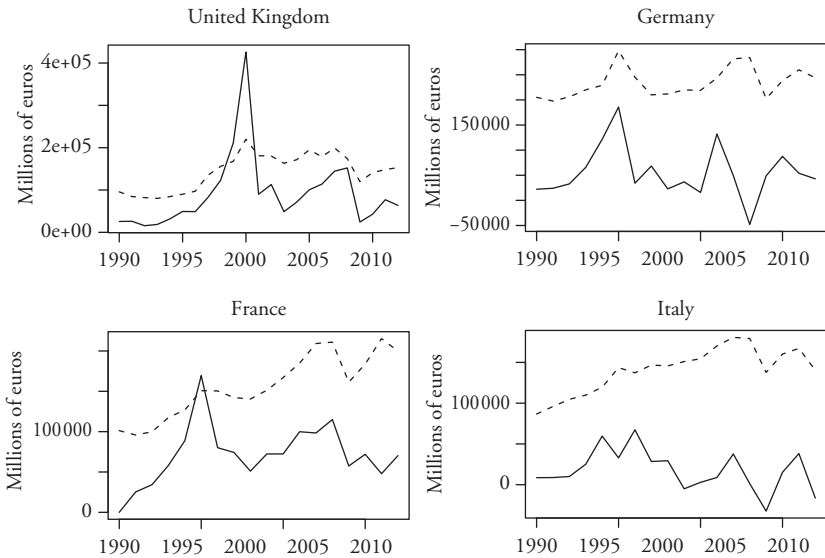 United Kingdom
Millions of euros
4e+05
2e+05
0e+00
1990 1995 2000 2005 2010
Germany
Millions of euros
150000
−50000
1990 1995 2000 2005 2010
France
Millions of euros
100000
0
1990 1995 2000 2005 2010
Italy
Millions of euros
100000
0
1990 1995 2000 2005 2010